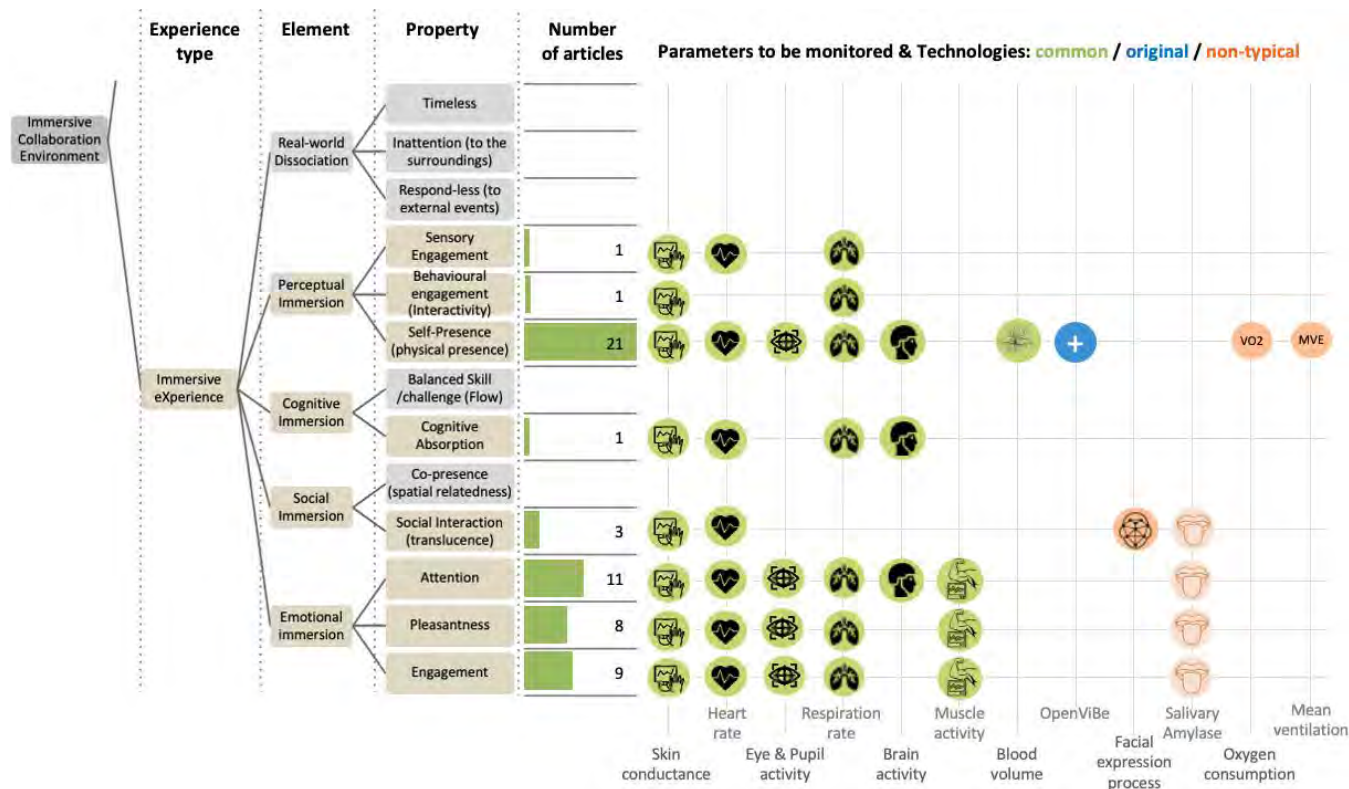 Experience
type
Element
Property
Number
of articles
Parameters to be monitored & Technologies: common / original / non-typical
Immersive
Collaboration
Environment
Immersive
eXperience
Real-world
Dissociation
Timeless
Inattention (to the
surroundings)
Respond-less (to
external events)
Perceptual
Immersion
Sensory
Engagement
1
Behavioural
engagement
(Interactivity)
1
Self-Presence
(physical presence)
21
+
VO2
MVE
Cognitive
Immersion
Balanced Skill
/challenge (Flow)
Cognitive
Absorption
1
Social
Immersion
Co-presence
(spatial relatedness)
Social Interaction
(translucence)
3
Emotional
immersion
Attention
11
Pleasantness
8
Engagement
9
Skin
conductance
Heart
rate
Eye & Pupil
activity
Respiration
rate
Brain
activity
Muscle
activity
Blood
volume
OpenViBe
Facial
expression
process
Salivary
Amylase
Oxygen
consumption
Mean
ventilation